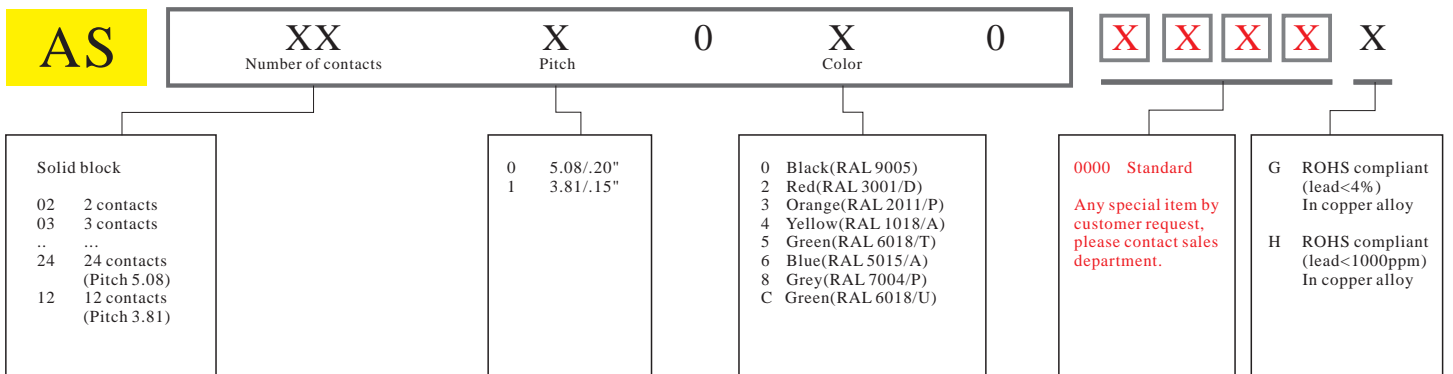 AS XX X 0 X 0 X X X X X
Number of contacts Pitch Color
Solid block
02 2 contacts
03 3 contacts
.. ...
24 24 contacts
(Pitch 5.08)
12 12 contacts
(Pitch 3.81)
0 5.08/.20"
1 3.81/.15"
0 Black(RAL 9005)
2 Red(RAL 3001/D)
3 Orange(RAL 2011/P)
4 Yellow(RAL 1018/A)
5 Green(RAL 6018/T)
6 Blue(RAL 5015/A)
8 Grey(RAL 7004/P)
C Green(RAL 6018/U)
0000 Standard
Any special item by
customer request,
please contact sales
department.
G ROHS compliant
(lead<4%)
In copper alloy
H ROHS compliant
(lead<1000ppm)
In copper alloy